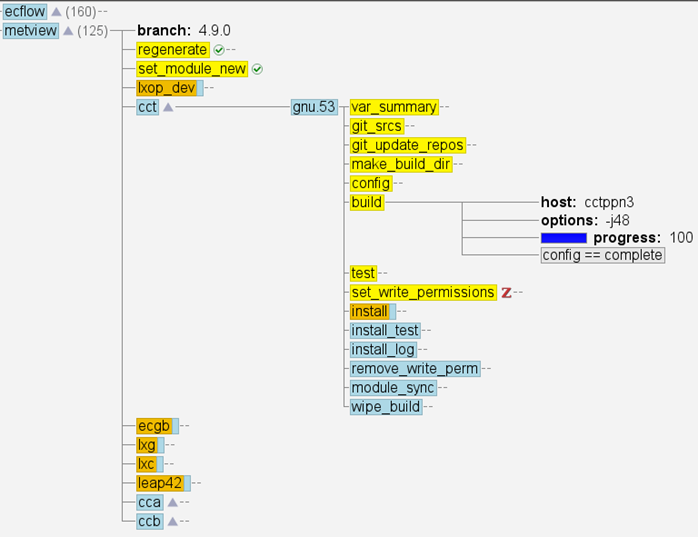 ecflow (160)
metview (125) branch: 4.9.0
regenerate
set_module_new
lxop_dev
cct gnu.53 var_summary
git_srcs
git_update_repos
make_build_dir
config
build host: cctppn3
options: -j48
progress: 100
config == complete
test
set_write_permissions Z
install
install_test
install_log
remove_write_perm
module_sync
wipe_build
ecgb
lxg
lxc
leap42
cca
ccb